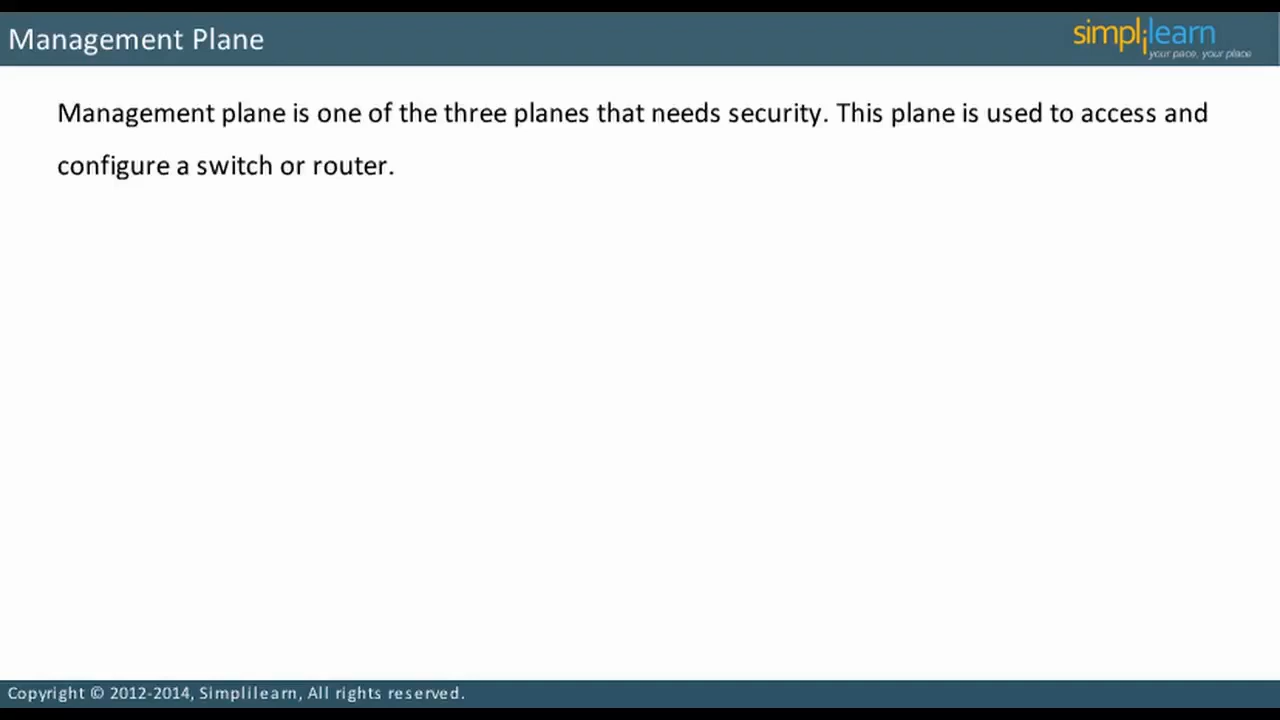 Management Plane
simplilearn
your pace, your place
Management plane is one of the three planes that needs security. This plane is used to access and
configure a switch or router.
Copyright © 2012-2014, Simplilearn, All rights reserved.